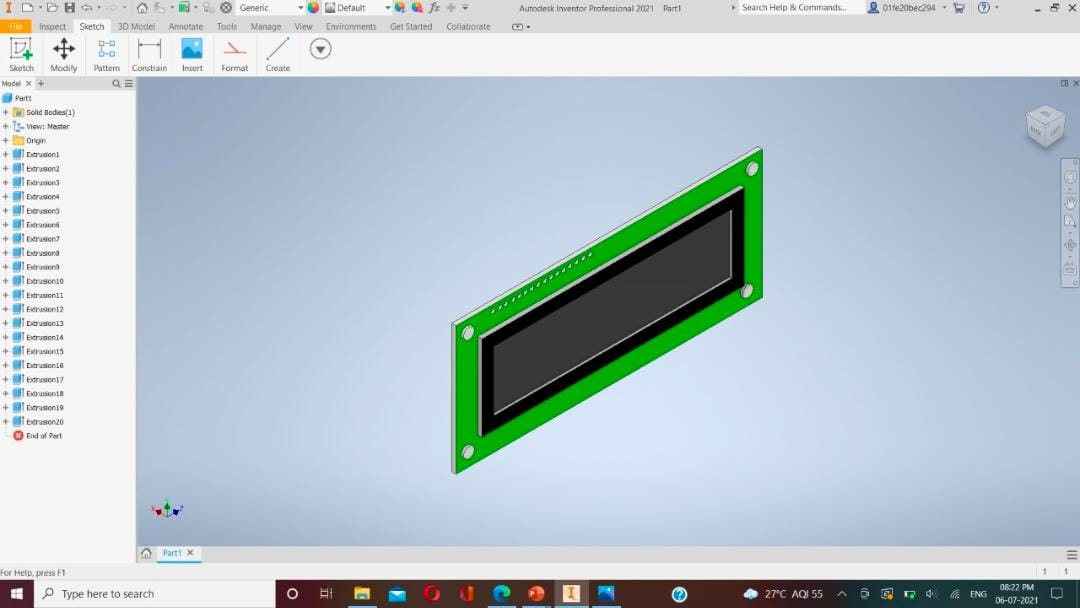 Generic
Default
Autodesk Inventor Professional 2021 Part1
Search Help & Commands...
01fe20bec294
File Inspect Sketch 3D Model Annotate Tools Manage View Environments Get Started Collaborate
Sketch Modify Pattern Constrain Insert Format Create
Model
Part1
Solid Bodies(1)
View: Master
Origin
Extrusion1
Extrusion2
Extrusion3
Extrusion4
Extrusion5
Extrusion6
Extrusion7
Extrusion8
Extrusion9
Extrusion10
Extrusion11
Extrusion12
Extrusion13
Extrusion14
Extrusion15
Extrusion16
Extrusion17
Extrusion18
Extrusion19
Extrusion20
End of Part
BACK LEFT
Part1
For Help, press F1
1 1
Type here to search
27°C AQI 55
ENG
08:22 PM
06-07-2021